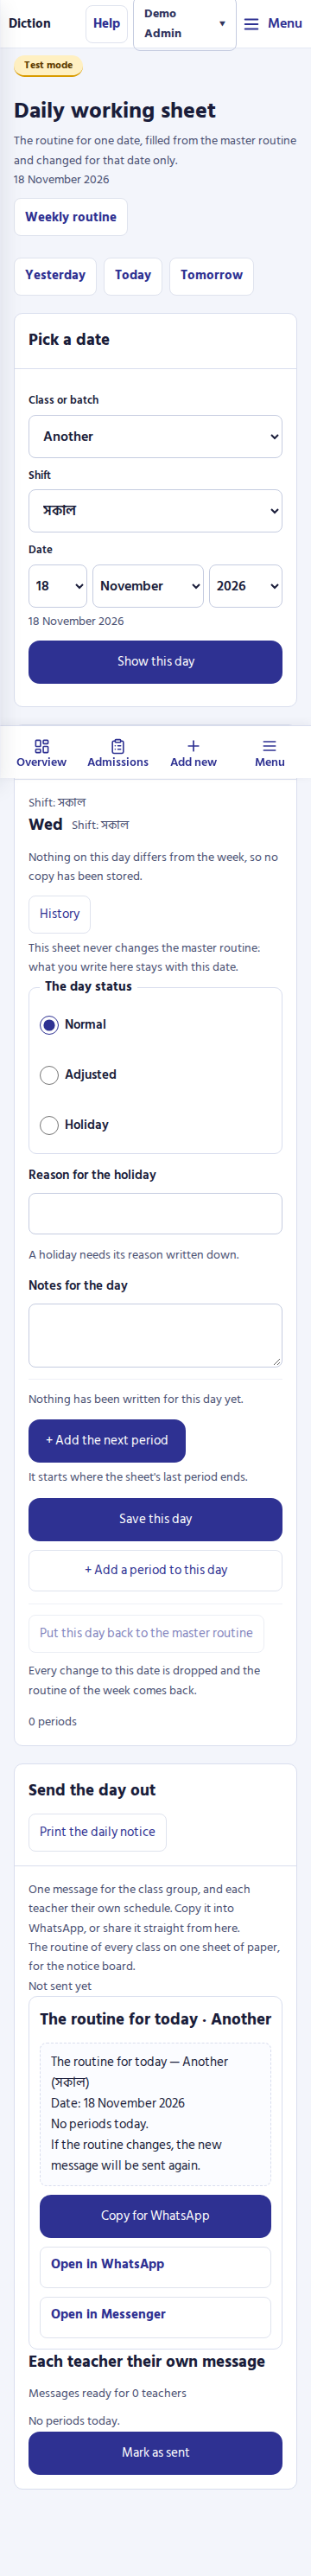 Diction
Help
Demo Admin
Menu
Test mode
Daily working sheet
The routine for one date, filled from the master routine
and changed for that date only.
18 November 2026
Weekly routine
Yesterday
Today
Tomorrow
Pick a date
Class or batch
Another
Shift
सकाल
Date
18
November
2026
18 November 2026
Show this day
Overview
Admissions
Add new
Menu
Shift: सकाल
Wed Shift: सकाल
Nothing on this day differs from the week, so no
copy has been stored.
History
This sheet never changes the master routine:
what you write here stays with this date.
The day status
Normal
Adjusted
Holiday
Reason for the holiday
A holiday needs its reason written down.
Notes for the day
Nothing has been written for this day yet.
+ Add the next period
It starts where the sheet's last period ends.
Save this day
+ Add a period to this day
Put this day back to the master routine
Every change to this date is dropped and the
routine of the week comes back.
0 periods
Send the day out
Print the daily notice
One message for the class group, and each
teacher their own schedule. Copy it into
WhatsApp, or share it straight from here.
The routine of every class on one sheet of paper,
for the notice board.
Not sent yet
The routine for today · Another
The routine for today — Another
(सकाल)
Date: 18 November 2026
No periods today.
If the routine changes, the new
message will be sent again.
Copy for WhatsApp
Open in WhatsApp
Open in Messenger
Each teacher their own message
Messages ready for 0 teachers
No periods today.
Mark as sent